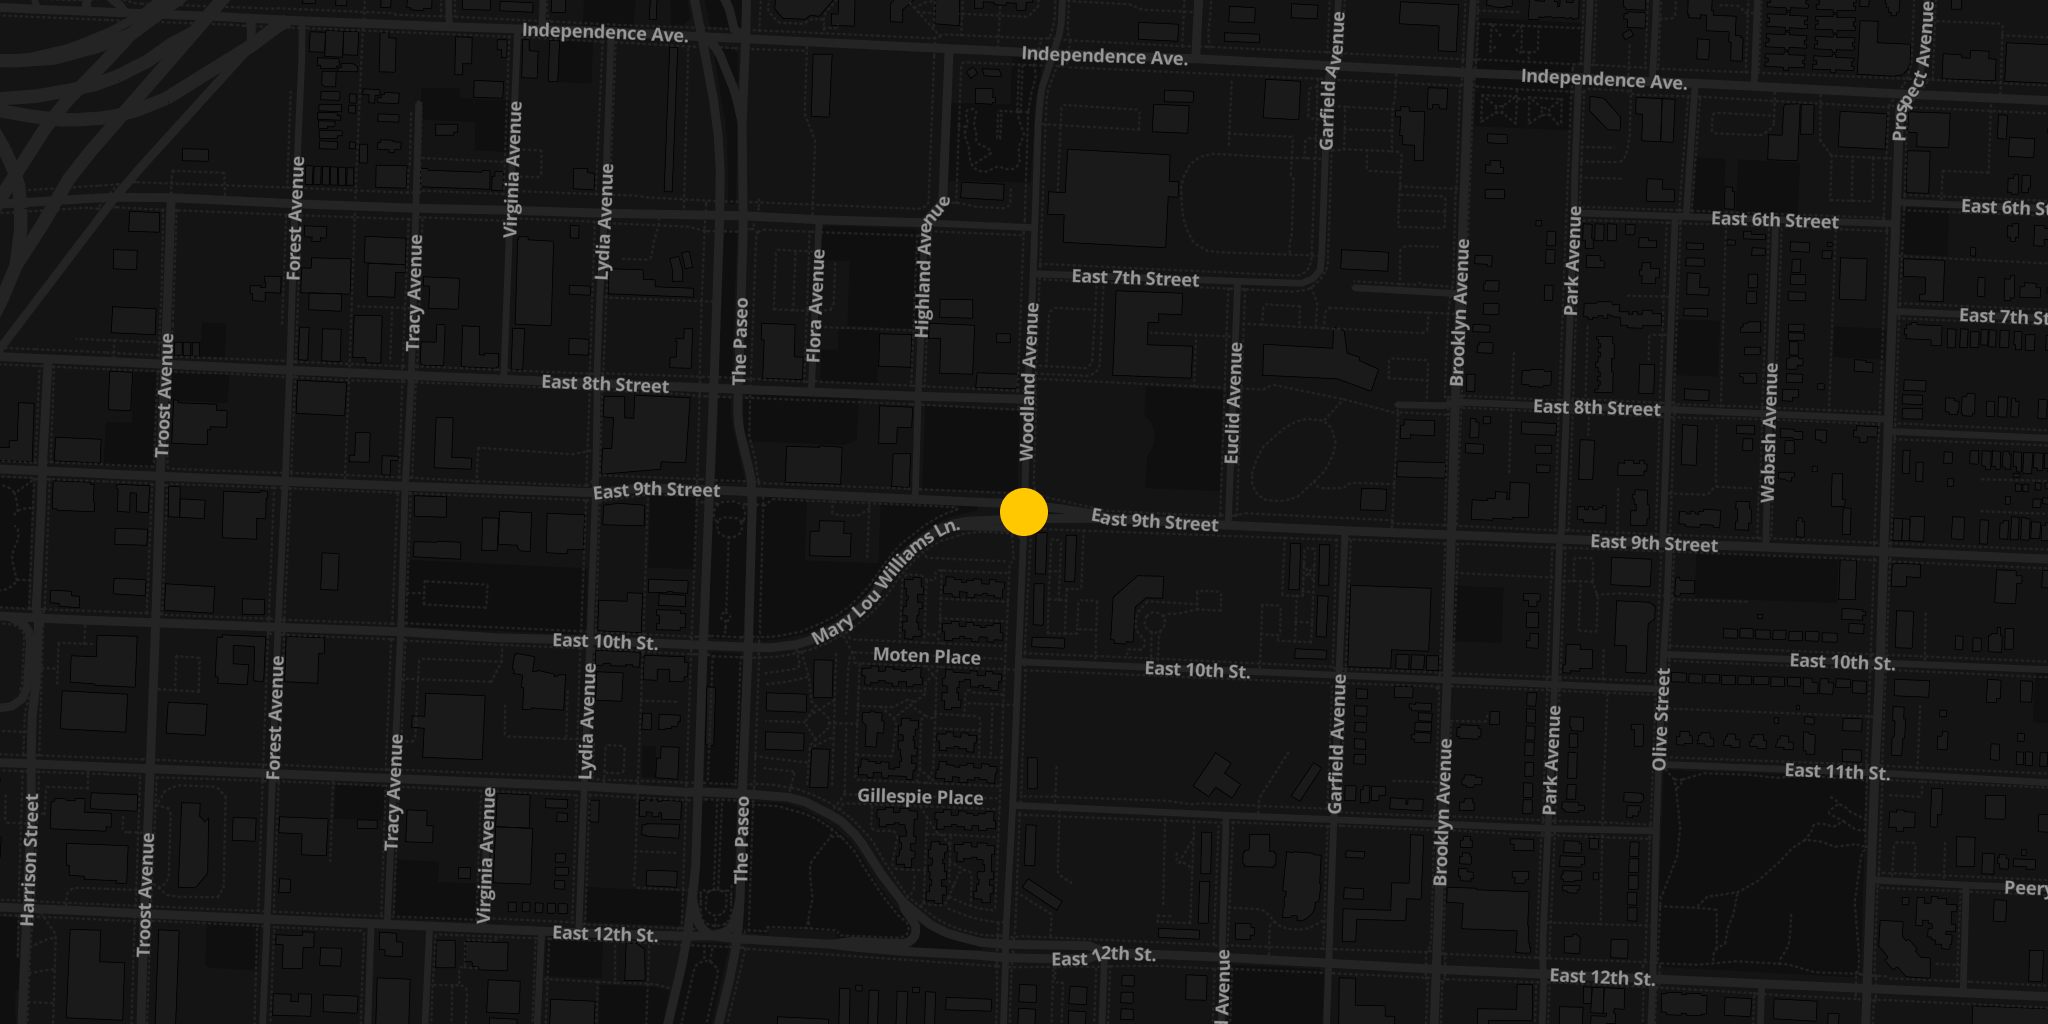 Independence Ave.
Independence Ave.
Independence Ave.
Garfield Avenue
Prospect Avenue
Virginia Avenue
Forest Avenue
Lydia Avenue
Tracy Avenue
Highland Avenue
East 6th Street
East 6th St
Park Avenue
Brooklyn Avenue
East 7th Street
East 7th St
The Paseo
Flora Avenue
Woodland Avenue
Troost Avenue
Euclid Avenue
East 8th Street
East 8th Street
Wabash Avenue
East 9th Street
East 9th Street
East 9th Street
Mary Lou Williams Ln.
East 10th St.
Moten Place
East 10th St.
East 10th St.
Forest Avenue
Lydia Avenue
Olive Street
Garfield Avenue
Park Avenue
Tracy Avenue
Brooklyn Avenue
East 11th St.
Gillespie Place
The Paseo
Harrison Street
Virginia Avenue
Troost Avenue
Peery
East 12th St.
East 12th St.
East 12th St.
d Avenue